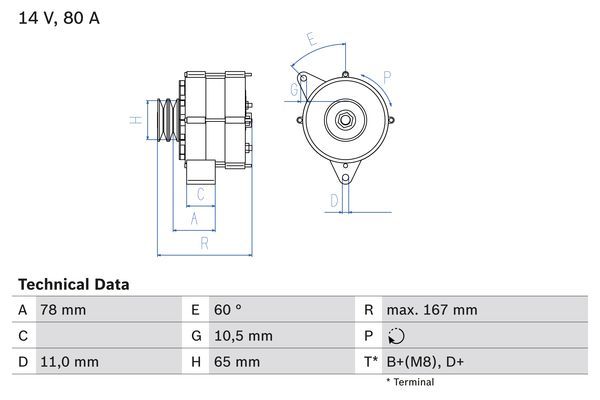 14 V, 80 A
E
P
G
H
C
D
A
R
Technical Data
A 78 mm E 60 ° R max. 167 mm
C G 10,5 mm P
D 11,0 mm H 65 mm T* B+(M8), D+
* Terminal